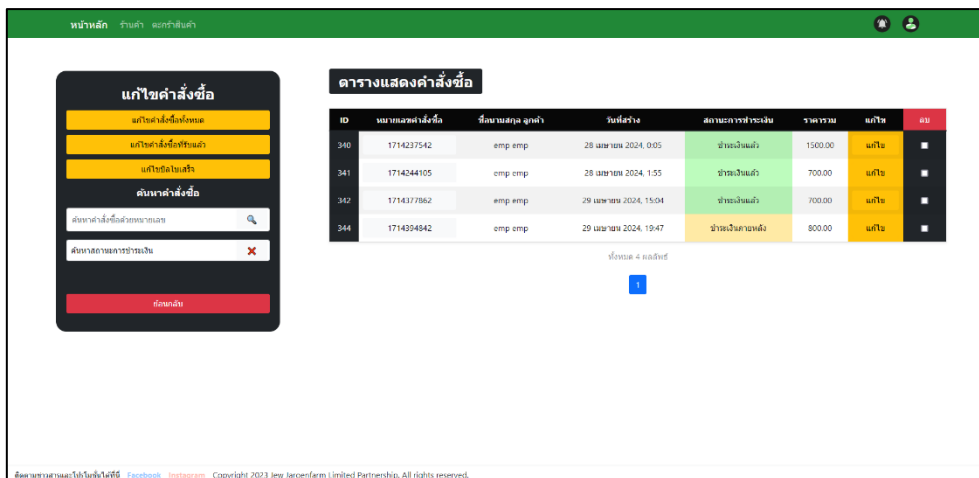 หน้าหลัก ร้านค้า ตะกร้าสินค้า
แก้ไขคำสั่งซื้อ
แก้ไขคำสั่งซื้อทั้งหมด
แก้ไขคำสั่งซื้อที่รับแล้ว
แก้ไขบิลใบเสร็จ
ค้นหาคำสั่งซื้อ
ค้นหาคำสั่งซื้อด้วยหมายเลข
ค้นหาสถานะการชำระเงิน
ย้อนกลับ
ตารางแสดงคำสั่งซื้อ
ID หมายเลขคำสั่งซื้อ ชื่อนามสกุล ลูกค้า วันที่สร้าง สถานะการชำระเงิน ราคารวม แก้ไข ลบ
340 1714237542 emp emp 28 เมษายน 2024, 0:05 ชำระเงินแล้ว 1500.00 แก้ไข
341 1714244105 emp emp 28 เมษายน 2024, 1:55 ชำระเงินแล้ว 700.00 แก้ไข
342 1714377862 emp emp 29 เมษายน 2024, 15:04 ชำระเงินแล้ว 700.00 แก้ไข
344 1714394842 emp emp 29 เมษายน 2024, 19:47 ชำระเงินภายหลัง 800.00 แก้ไข
ทั้งหมด 4 ผลลัพธ์
1
ติดตามข่าวสารและโปรโมชั่นได้ที่นี่ Facebook Instagram Copyright 2023 Jew Jaroenfarm Limited Partnership. All rights reserved.